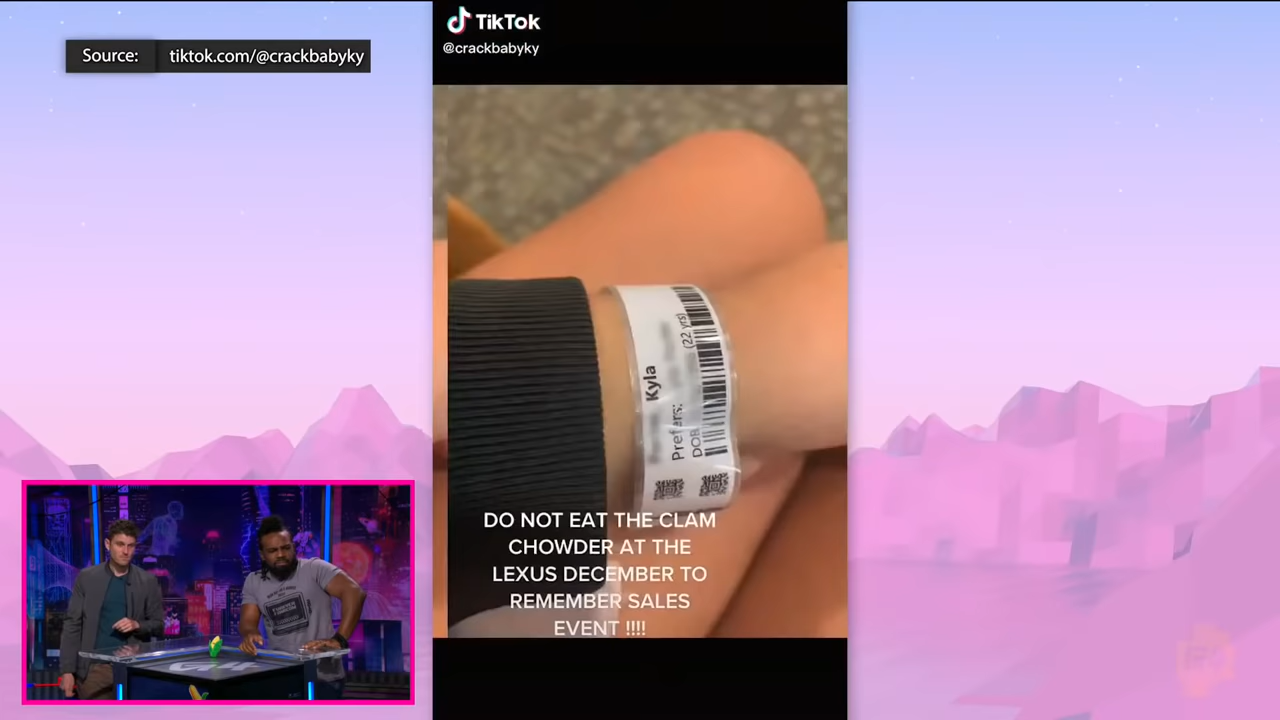 Source: tiktok.com/@crackbabyky
TikTok
@crackbabyky
Kyla
Prefers:
DOB
(22 yrs)
DO NOT EAT THE CLAM
CHOWDER AT THE
LEXUS DECEMBER TO
REMEMBER SALES
EVENT !!!!